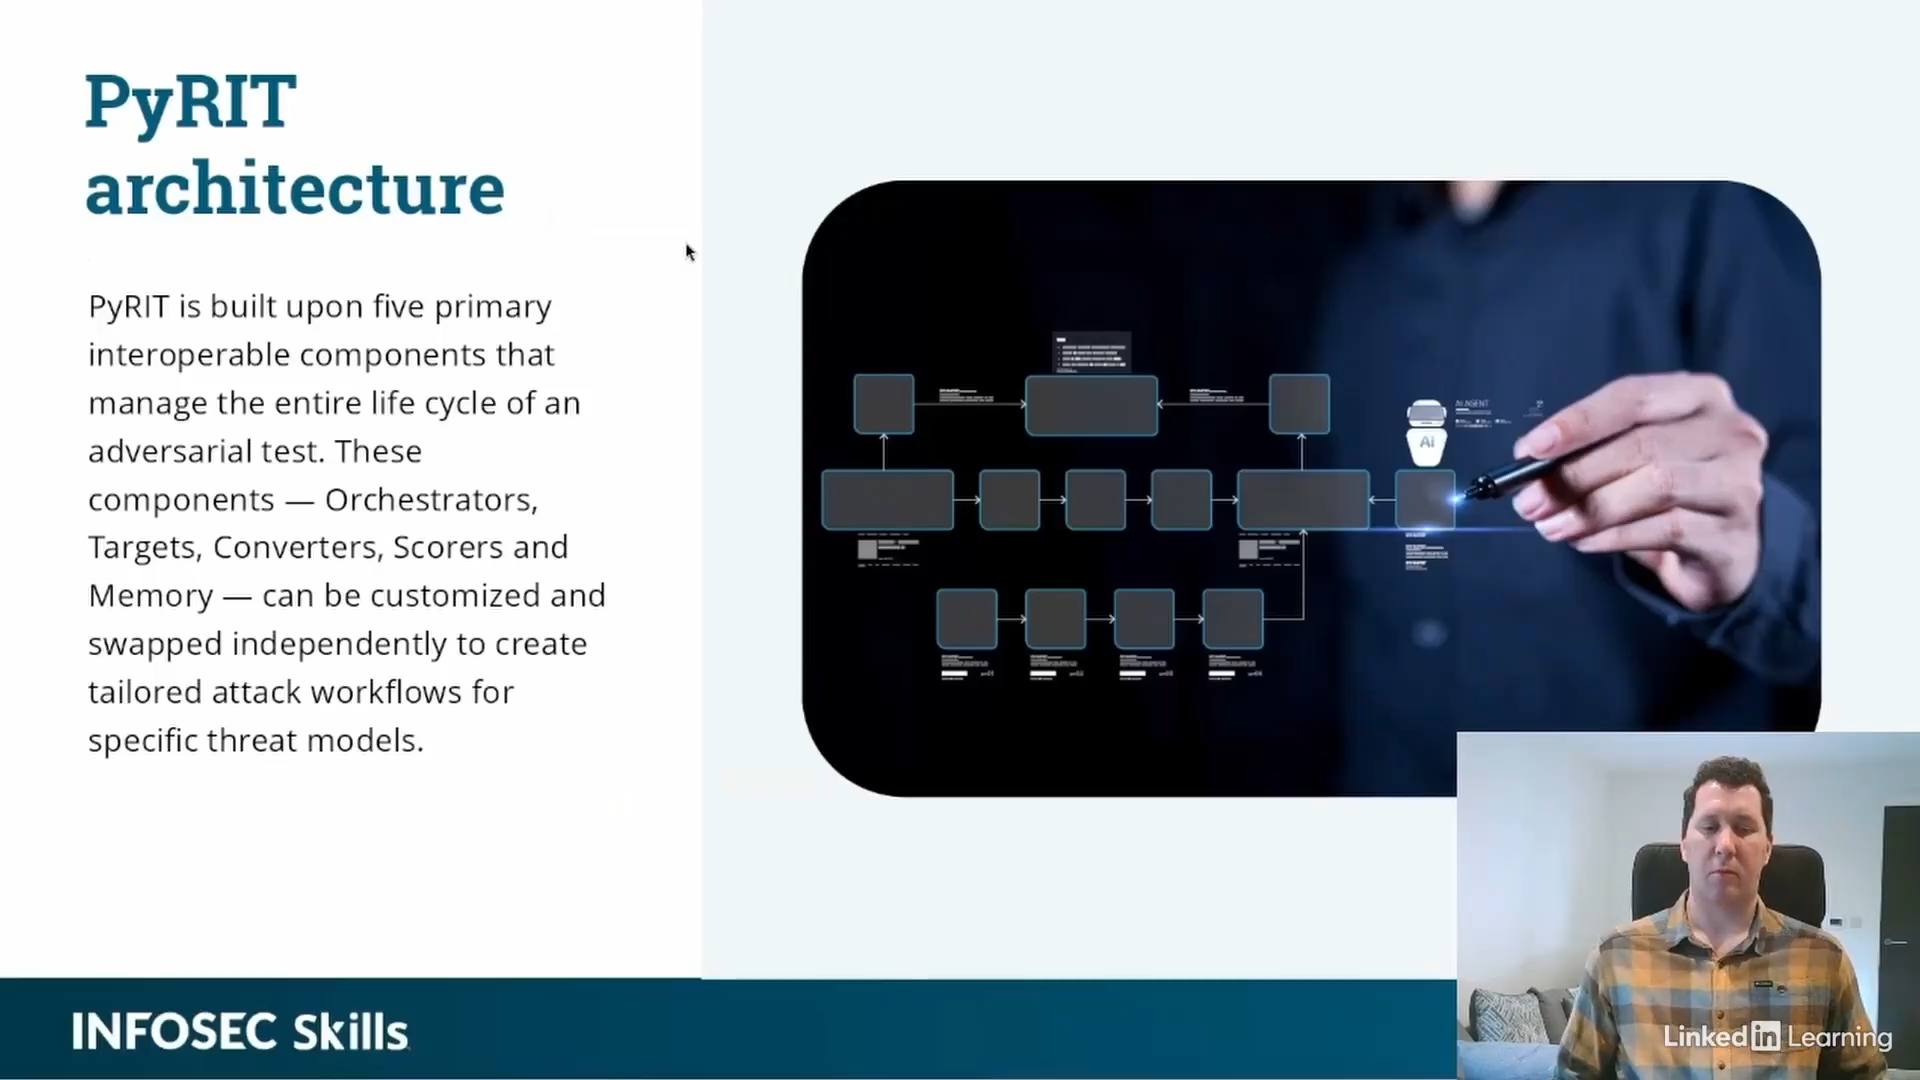 PyRIT
architecture
PyRIT is built upon five primary
interoperable components that
manage the entire life cycle of an
adversarial test. These
components — Orchestrators,
Targets, Converters, Scorers and
Memory — can be customized and
swapped independently to create
tailored attack workflows for
specific threat models.
AI AGENT
Ai
INFOSEC Skills
Linked in Learning